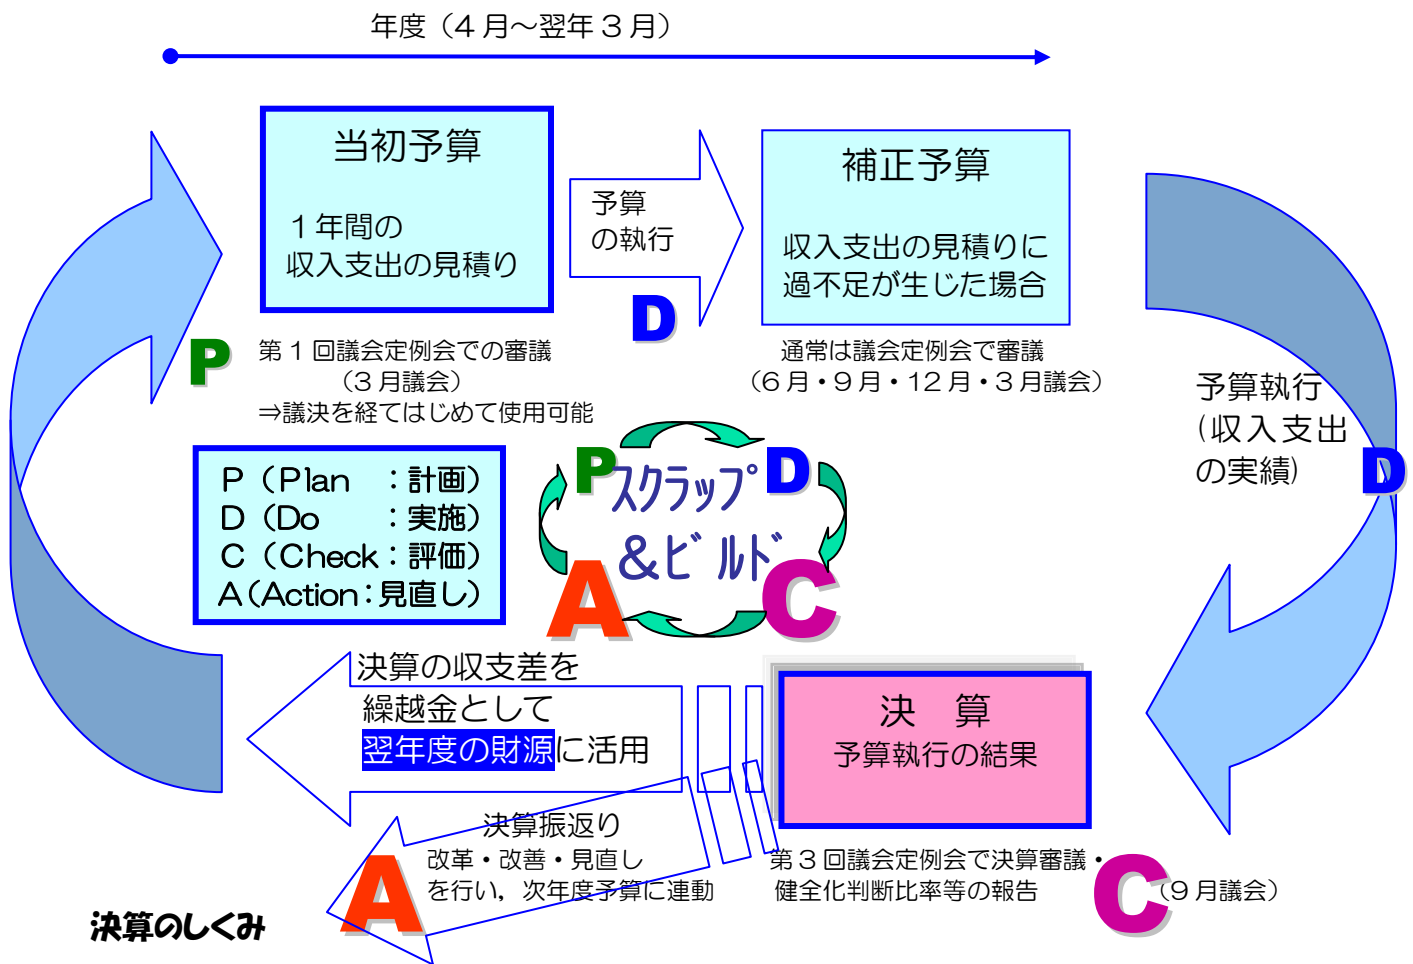 年度（４月～翌年３月）
当初予算
１年間の
収入支出の見積り
予算
の執行
D
補正予算
収入支出の見積りに
過不足が生じた場合
P
第１回議会定例会での審議
（３月議会）
⇒議決を経てはじめて使用可能
通常は議会定例会で審議
（６月・９月・１２月・３月議会）
予算執行
（収入支出
の実績）
D
P（Plan　：計画）
D（Do　　：実施）
C（Check：評価）
A（Action：見直し）
P
D
スクラップ
＆ビルド
A
C
決算の収支差を
繰越金として
翌年度の財源に活用
決　算
予算執行の結果
決算振返り
改革・改善・見直し
を行い，次年度予算に連動
A
第３回議会定例会で決算審議・
健全化判断比率等の報告
C
（９月議会）
決算のしくみ